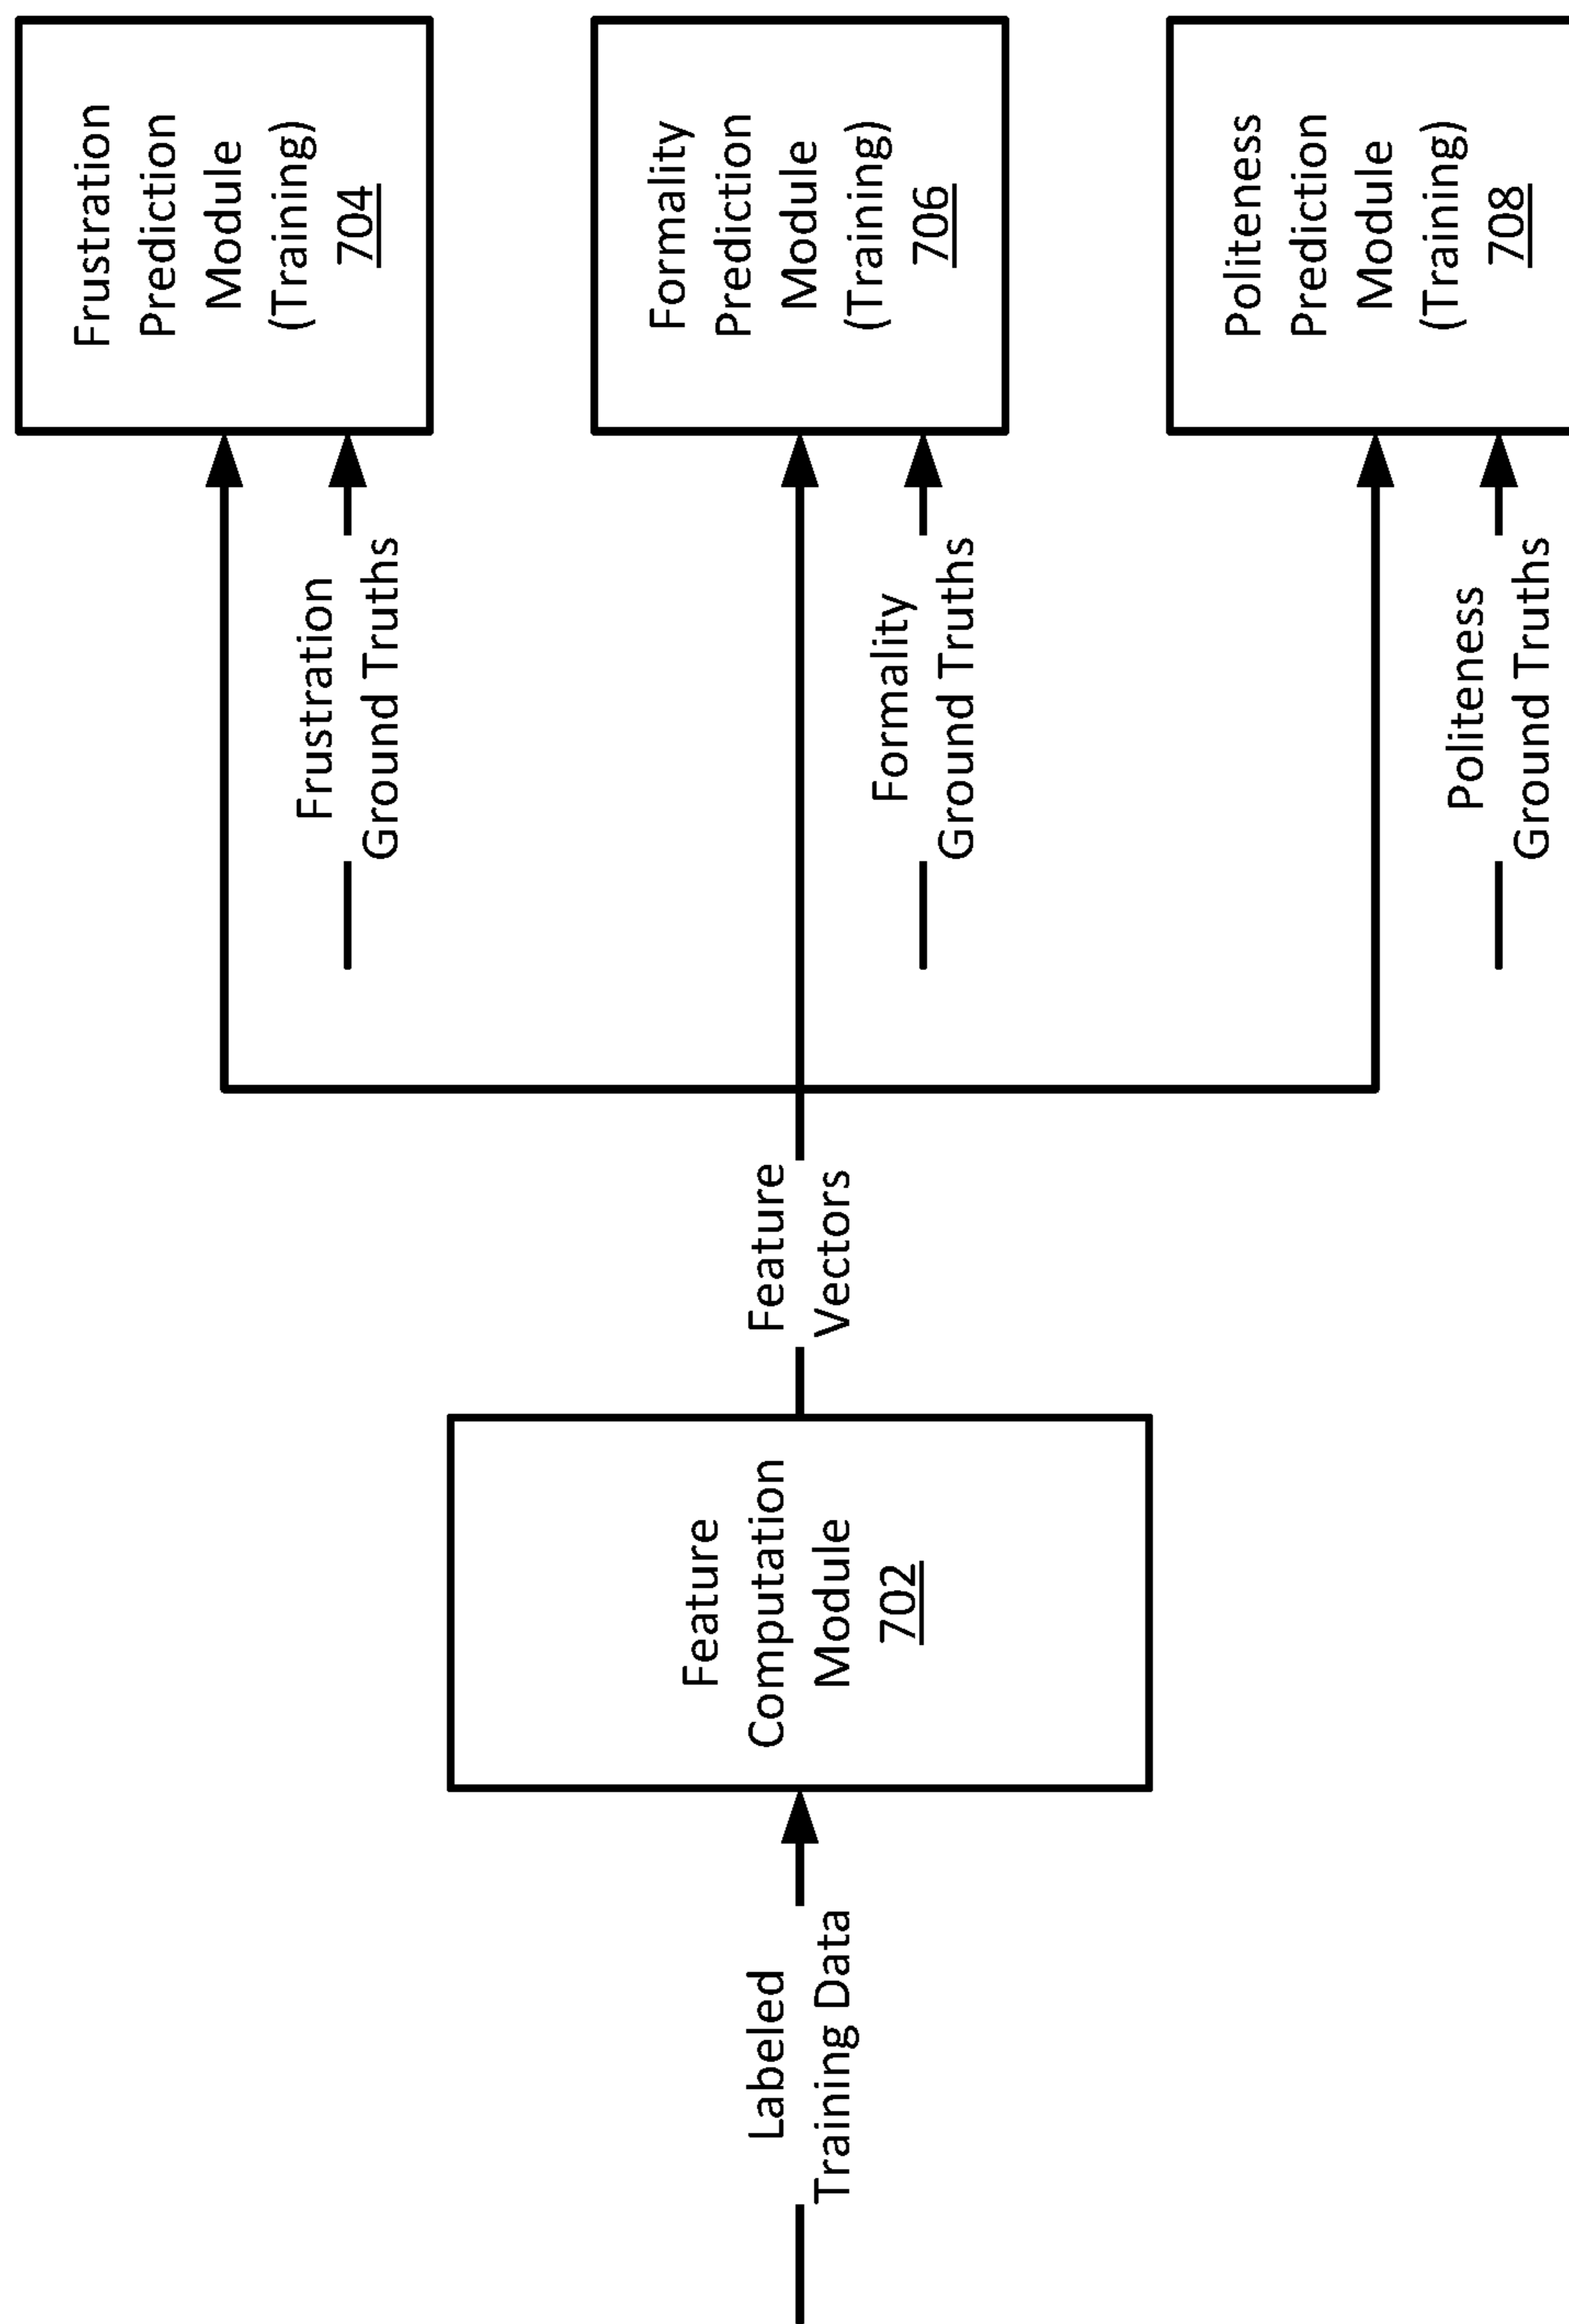 Labeled
Training Data
Feature
Computation
Module
702
Feature
Vectors
Frustration
Ground Truths
Frustration
Prediction
Module
(Training)
704
Formality
Ground Truths
Formality
Prediction
Module
(Training)
706
Politeness
Ground Truths
Politeness
Prediction
Module
(Training)
708